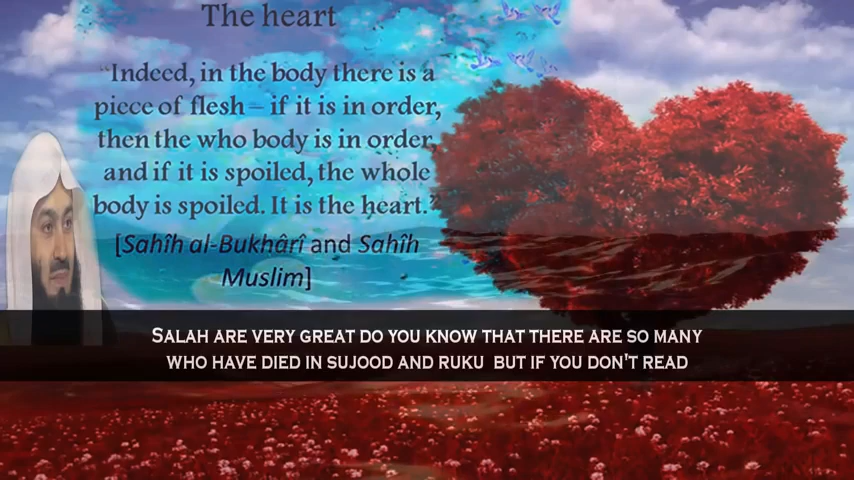 The heart
“Indeed, in the body there is a
piece of flesh – if it is in order,
then the who body is in order,
and if it is spoiled, the whole
body is spoiled. It is the heart.”
[Sahîh al-Bukhârî and Sahîh
Muslim]
Salah are very great do you know that there are so many
who have died in sujood and ruku but if you don't read